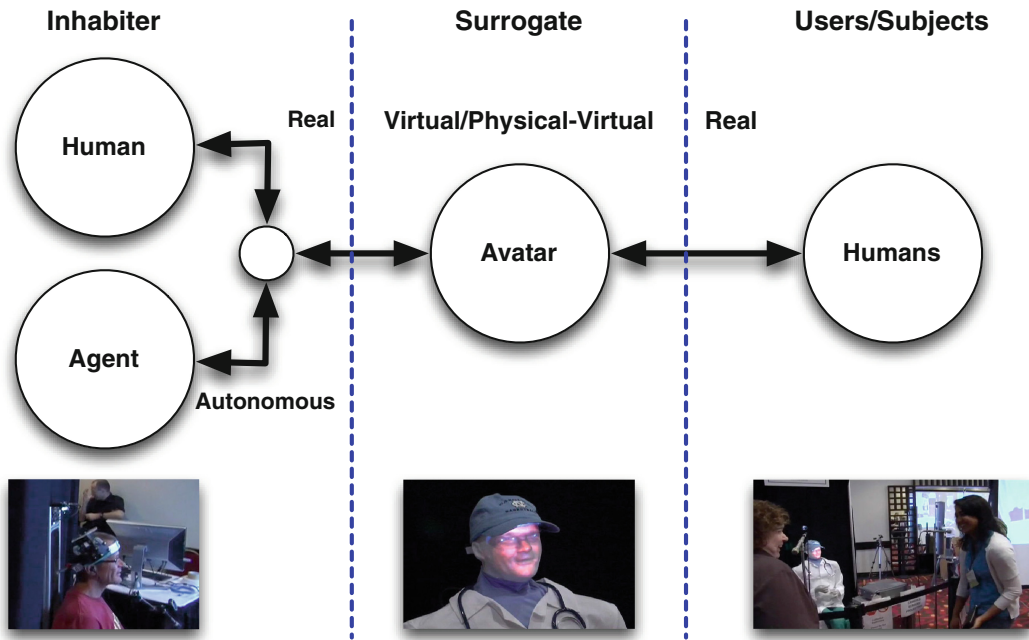 Inhabiter
Surrogate
Users/Subjects
Real
Virtual/Physical-Virtual
Real
Human
Avatar
Humans
Agent
Autonomous